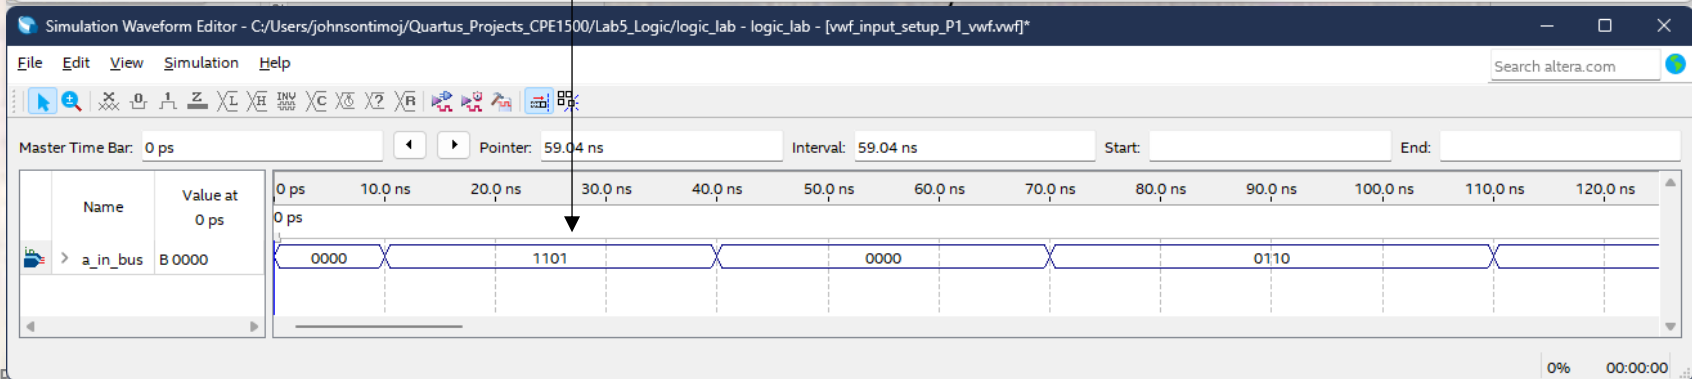 Simulation Waveform Editor - C:/Users/johnsontimoj/Quartus_Projects_CPE1500/Lab5_Logic/logic_lab - logic_lab - [vwf_input_setup_P1_vwf.vwf]*
File Edit View Simulation Help
Search altera.com
Master Time Bar: 0 ps Pointer: 59.04 ns Interval: 59.04 ns Start: End:
Name Value at 0 ps
0 ps 10.0 ns 20.0 ns 30.0 ns 40.0 ns 50.0 ns 60.0 ns 70.0 ns 80.0 ns 90.0 ns 100.0 ns 110.0 ns 120.0 ns
0 ps
a_in_bus B 0000 0000 1101 0000 0110
0% 00:00:00